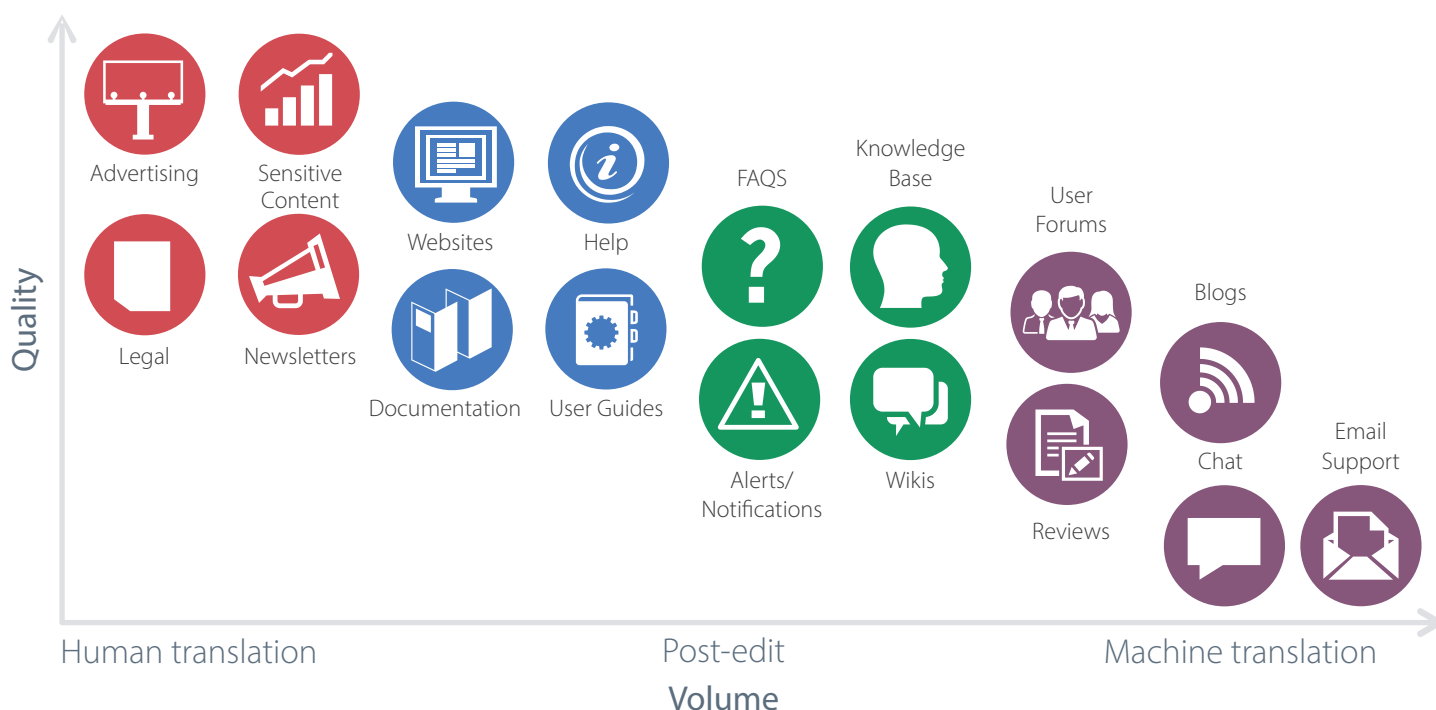 Quality
Advertising
Sensitive
Content
Legal
Newsletters
Websites
Help
Documentation
User Guides
FAQS
Knowledge
Base
Alerts/
Notifications
Wikis
User
Forums
Reviews
Blogs
Chat
Email
Support
Human translation
Post-edit
Machine translation
Volume